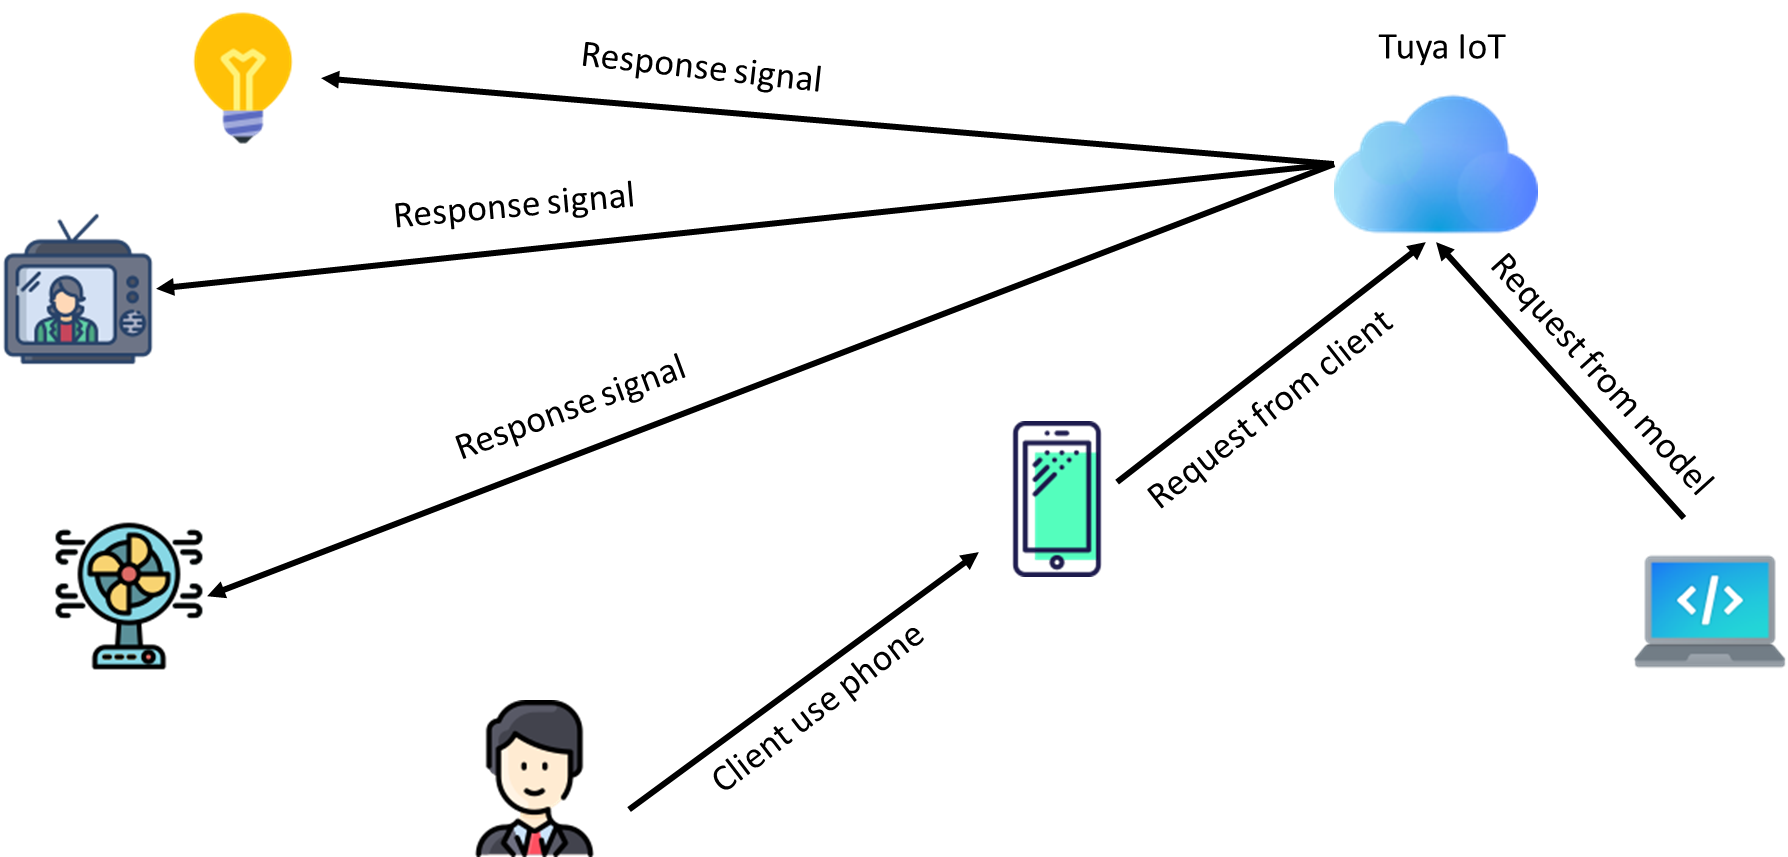 Tuya IoT
Response signal
Response signal
Response signal
Request from client
Request from model
Client use phone
</>